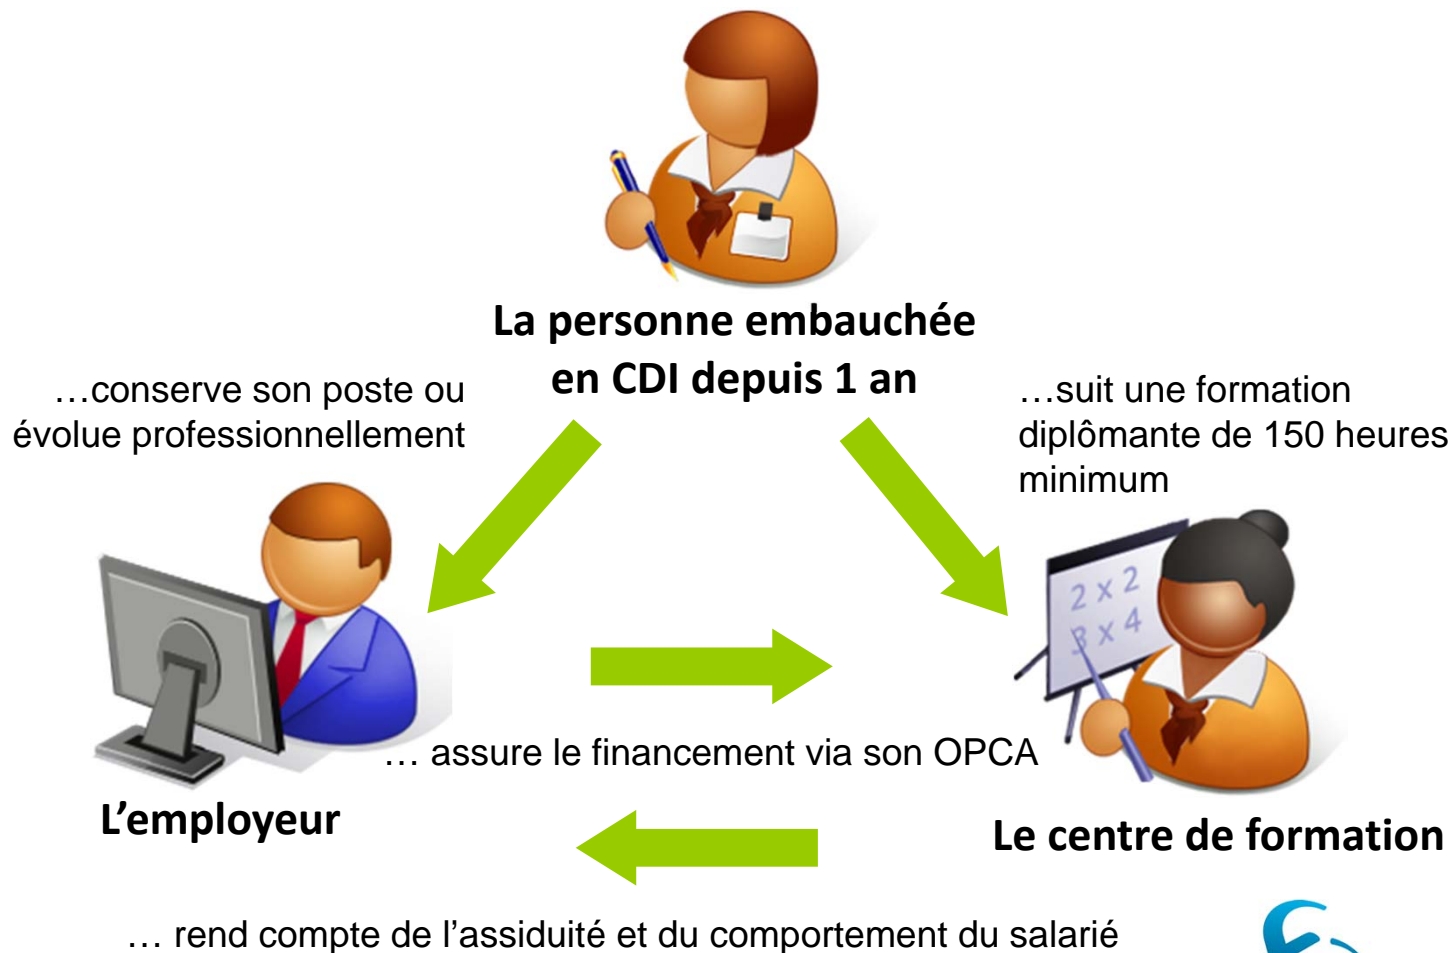 La personne embauchée
en CDI depuis 1 an
…conserve son poste ou
évolue professionnellement
…suit une formation
diplômante de 150 heures
minimum
2 x 2
3 x 4
… assure le financement via son OPCA
L’employeur
Le centre de formation
… rend compte de l’assiduité et du comportement du salarié